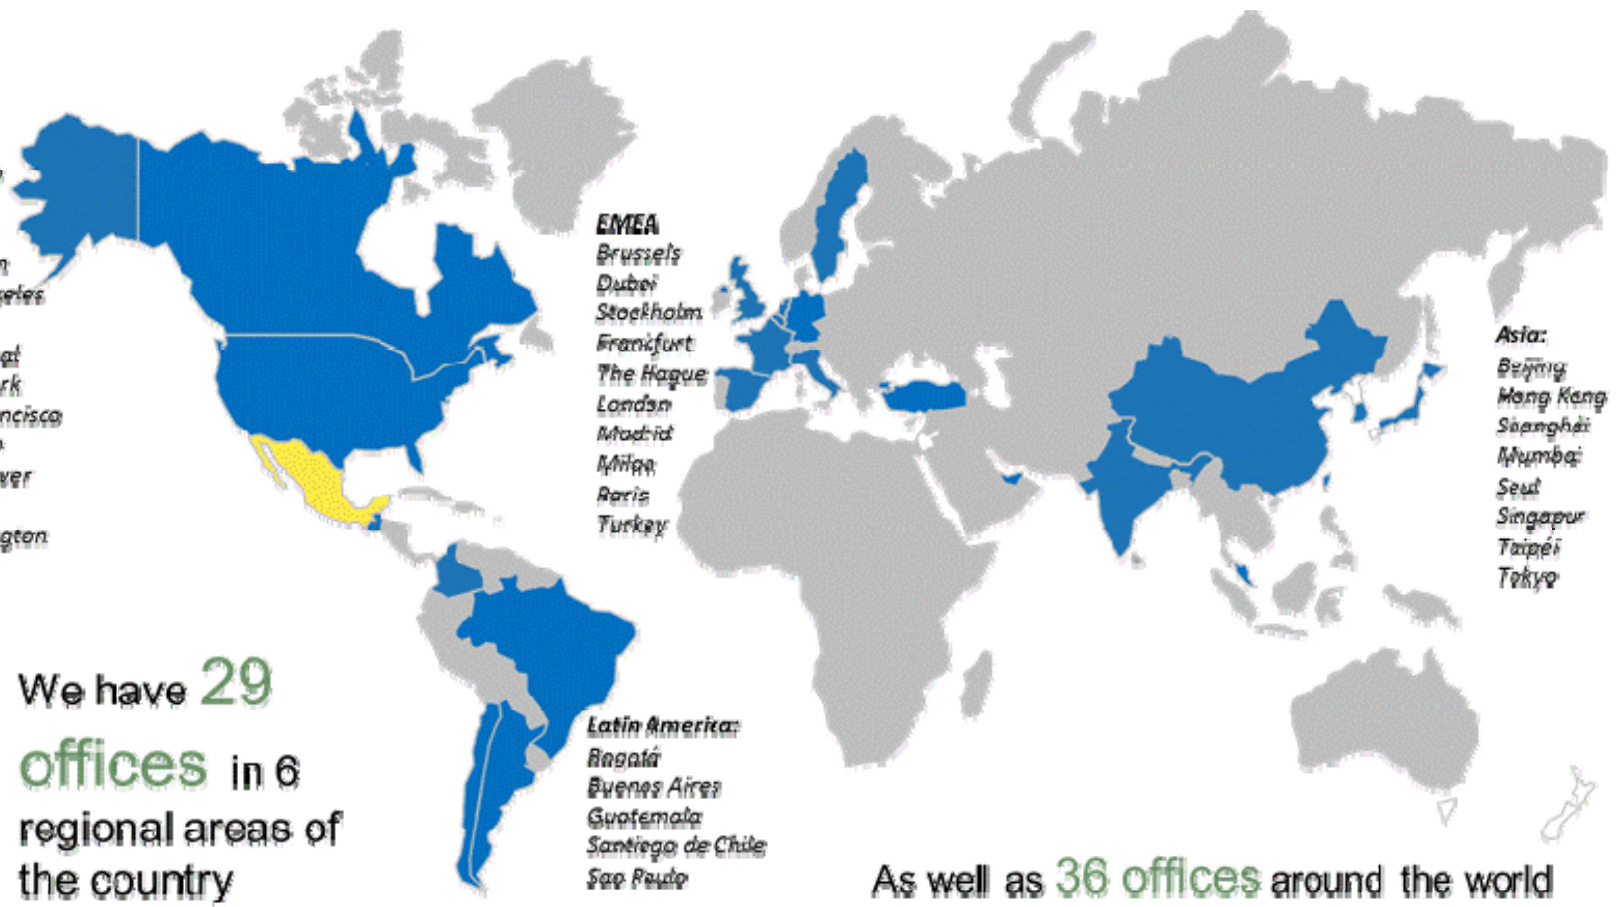 EMEA
Brussels
Dubai
Stockholm
Frankfurt
The Hague
London
Madrid
Milan
Paris
Turkey
Asia:
Beijing
Hong Kong
Shanghái
Mumbai
Seul
Singapur
Taipéi
Tokyo
Latin America:
Bogotá
Buenos Aires
Guatemala
Santiago de Chile
Sao Paulo
We have 29
offices in 6
regional areas of
the country
As well as 36 offices around the world